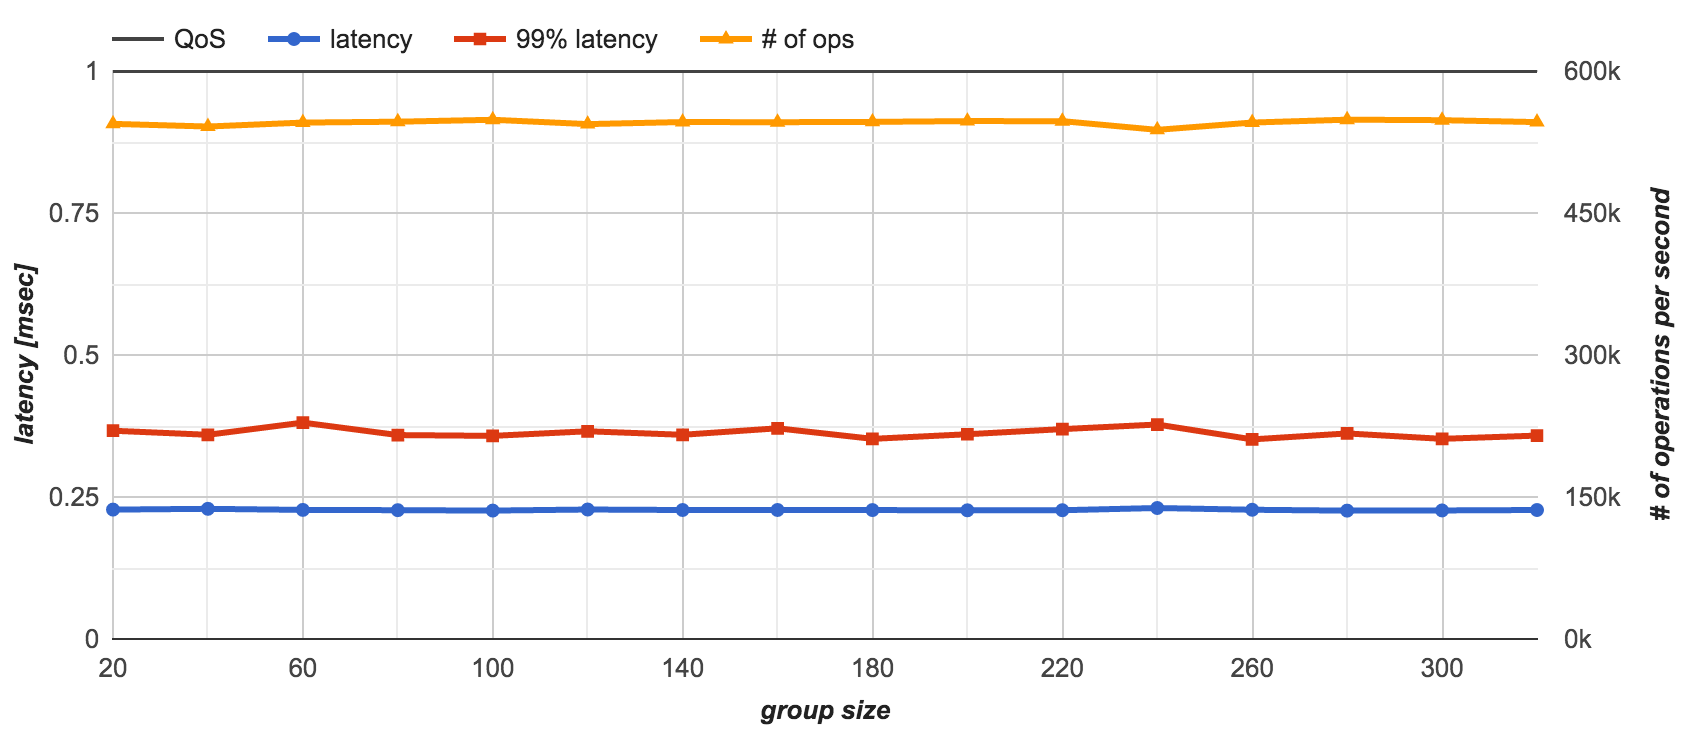 QoS latency 99% latency # of ops
1 600k
0.75 450k
0.5 300k
0.25 150k
0 0k
20 60 100 140 180 220 260 300
group size
latency [msec]
# of operations per second